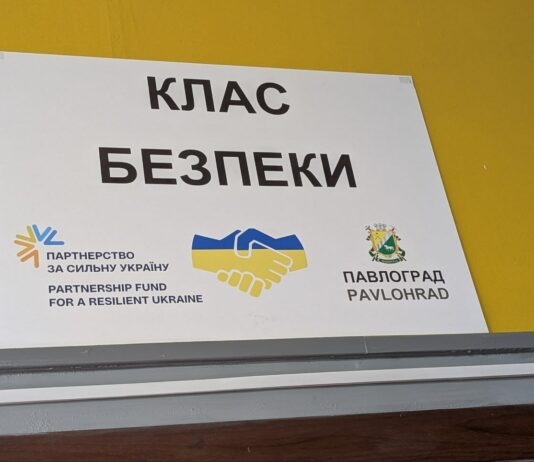 КЛАС
БЕЗПЕКИ
ПАРТНЕРСТВО
ЗА СИЛЬНУ УКРАЇНУ
PARTNERSHIP FUND
FOR A RESILIENT UKRAINE
ПАВЛОГРАД
PAVLOHRAD